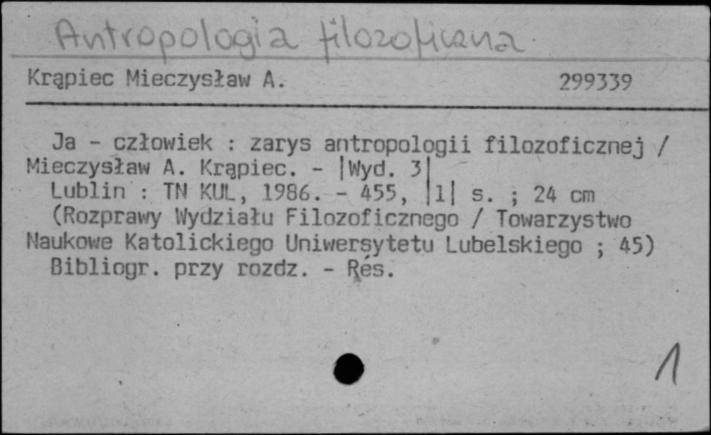 Antropologia filozoficzna
Krąpiec Mieczysław A. 299339
Ja - człowiek : zarys antropologii filozoficznej /
Mieczysław A. Krąpiec. - |Wyd. 3|
Lublin : TN KUL, 1986. - 455, |1| s. ; 24 cm
(Rozprawy Wydziału Filozoficznego / Towarzystwo
Naukowe Katolickiego Uniwersytetu Lubelskiego ; 45)
Bibliogr. przy rozdz. - Rés.
1